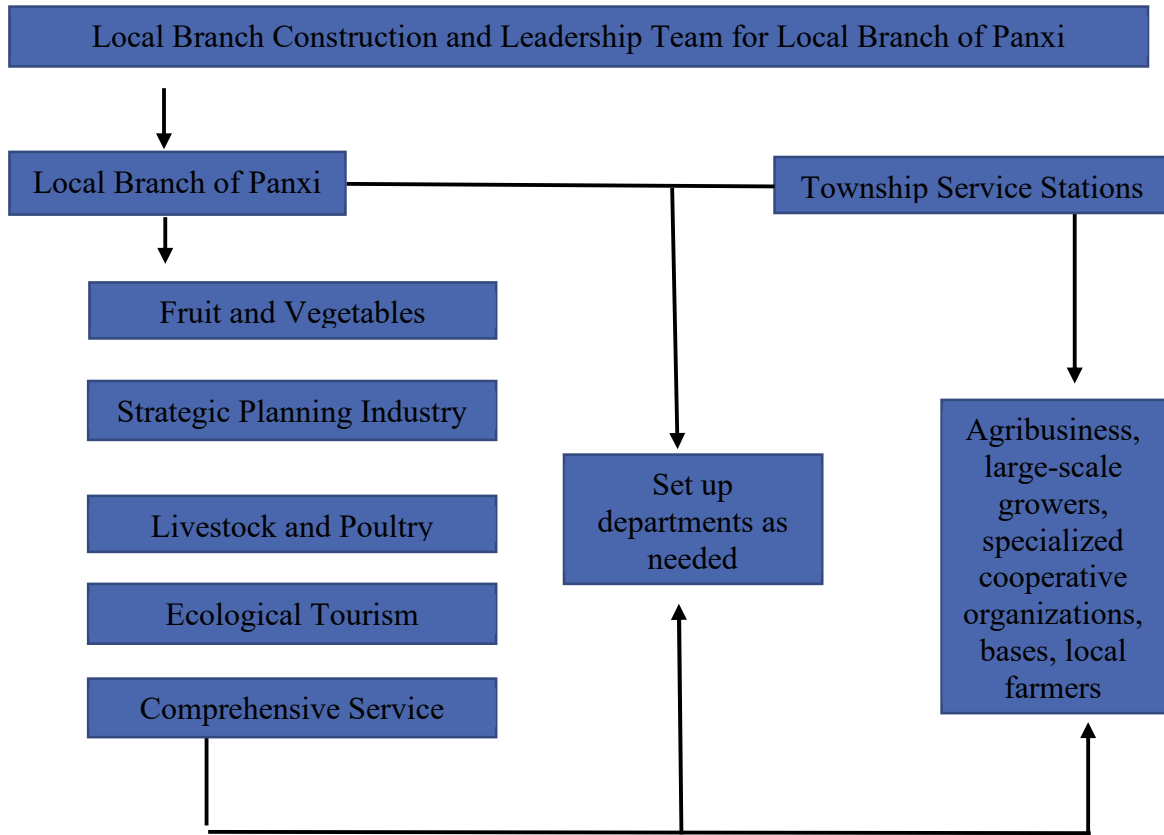 Local Branch Construction and Leadership Team for Local Branch of Panxi
Local Branch of Panxi
Township Service Stations
Fruit and Vegetables
Strategic Planning Industry
Livestock and Poultry
Ecological Tourism
Comprehensive Service
Set up
departments as
needed
Agribusiness,
large-scale
growers,
specialized
cooperative
organizations,
bases, local
farmers